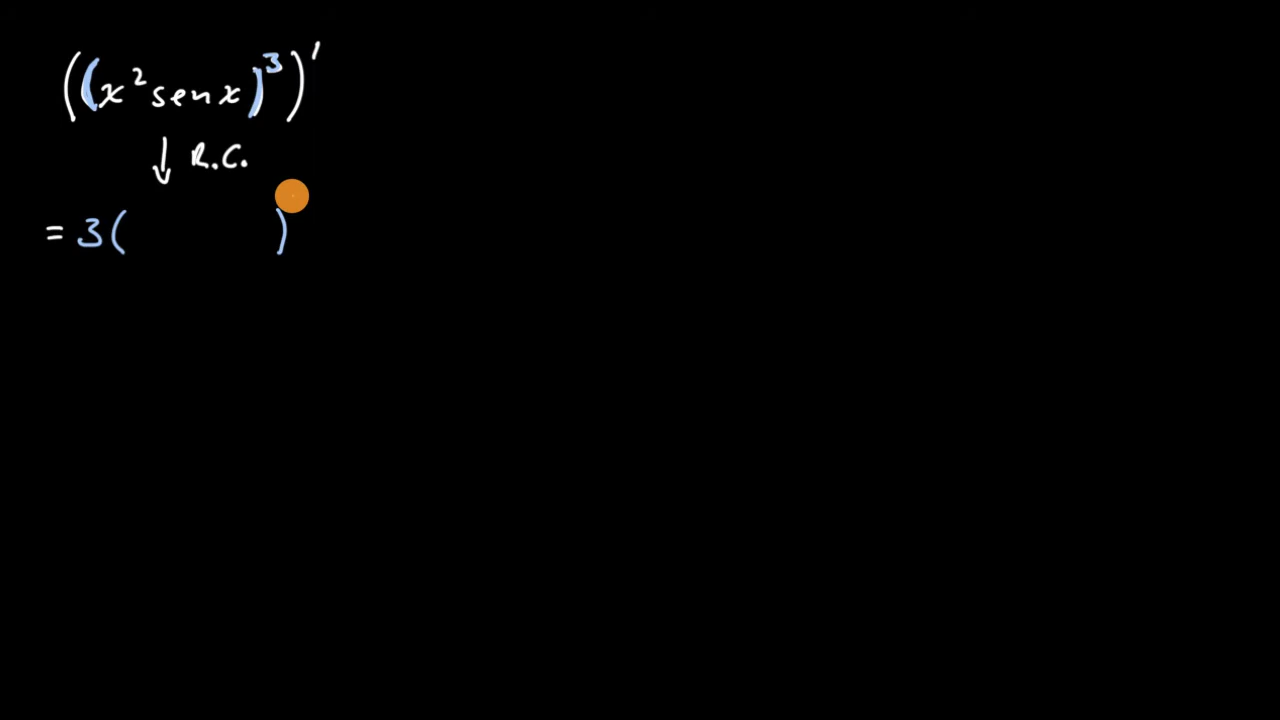 ((x²senx)³)'
↓ R.C.
= 3( )